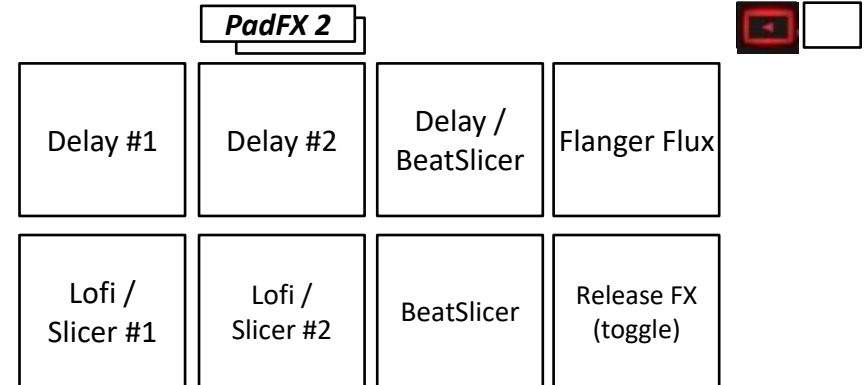 PadFX 2
Delay #1
Delay #2
Delay /
BeatSlicer
Flanger Flux
Lofi /
Slicer #1
Lofi /
Slicer #2
BeatSlicer
Release FX
(toggle)